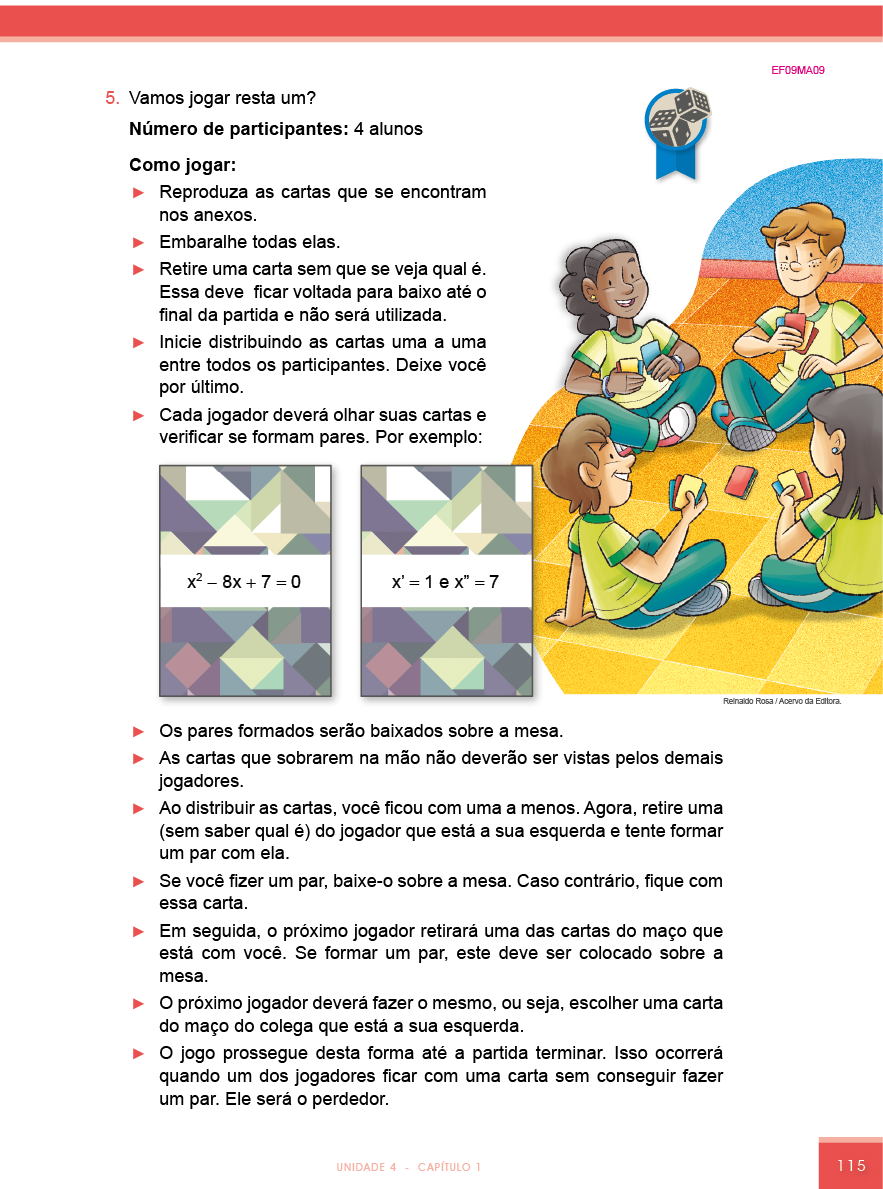 EF09MA09
5. Vamos jogar resta um?
Número de participantes: 4 alunos
Como jogar:
► Reproduza as cartas que se encontram
nos anexos.
► Embaralhe todas elas.
► Retire uma carta sem que se veja qual é.
Essa deve ficar voltada para baixo até o
final da partida e não será utilizada.
► Inicie distribuindo as cartas uma a uma
entre todos os participantes. Deixe você
por último.
► Cada jogador deverá olhar suas cartas e
verificar se formam pares. Por exemplo:
x² – 8x + 7 = 0
x’ = 1 e x” = 7
Reinaldo Rosa / Acervo da Editora.
► Os pares formados serão baixados sobre a mesa.
► As cartas que sobrarem na mão não deverão ser vistas pelos demais
jogadores.
► Ao distribuir as cartas, você ficou com uma a menos. Agora, retire uma
(sem saber qual é) do jogador que está a sua esquerda e tente formar
um par com ela.
► Se você fizer um par, baixe-o sobre a mesa. Caso contrário, fique com
essa carta.
► Em seguida, o próximo jogador retirará uma das cartas do maço que
está com você. Se formar um par, este deve ser colocado sobre a
mesa.
► O próximo jogador deverá fazer o mesmo, ou seja, escolher uma carta
do maço do colega que está a sua esquerda.
► O jogo prossegue desta forma até a partida terminar. Isso ocorrerá
quando um dos jogadores ficar com uma carta sem conseguir fazer
um par. Ele será o perdedor.
UNIDADE 4 - CAPÍTULO 1
115